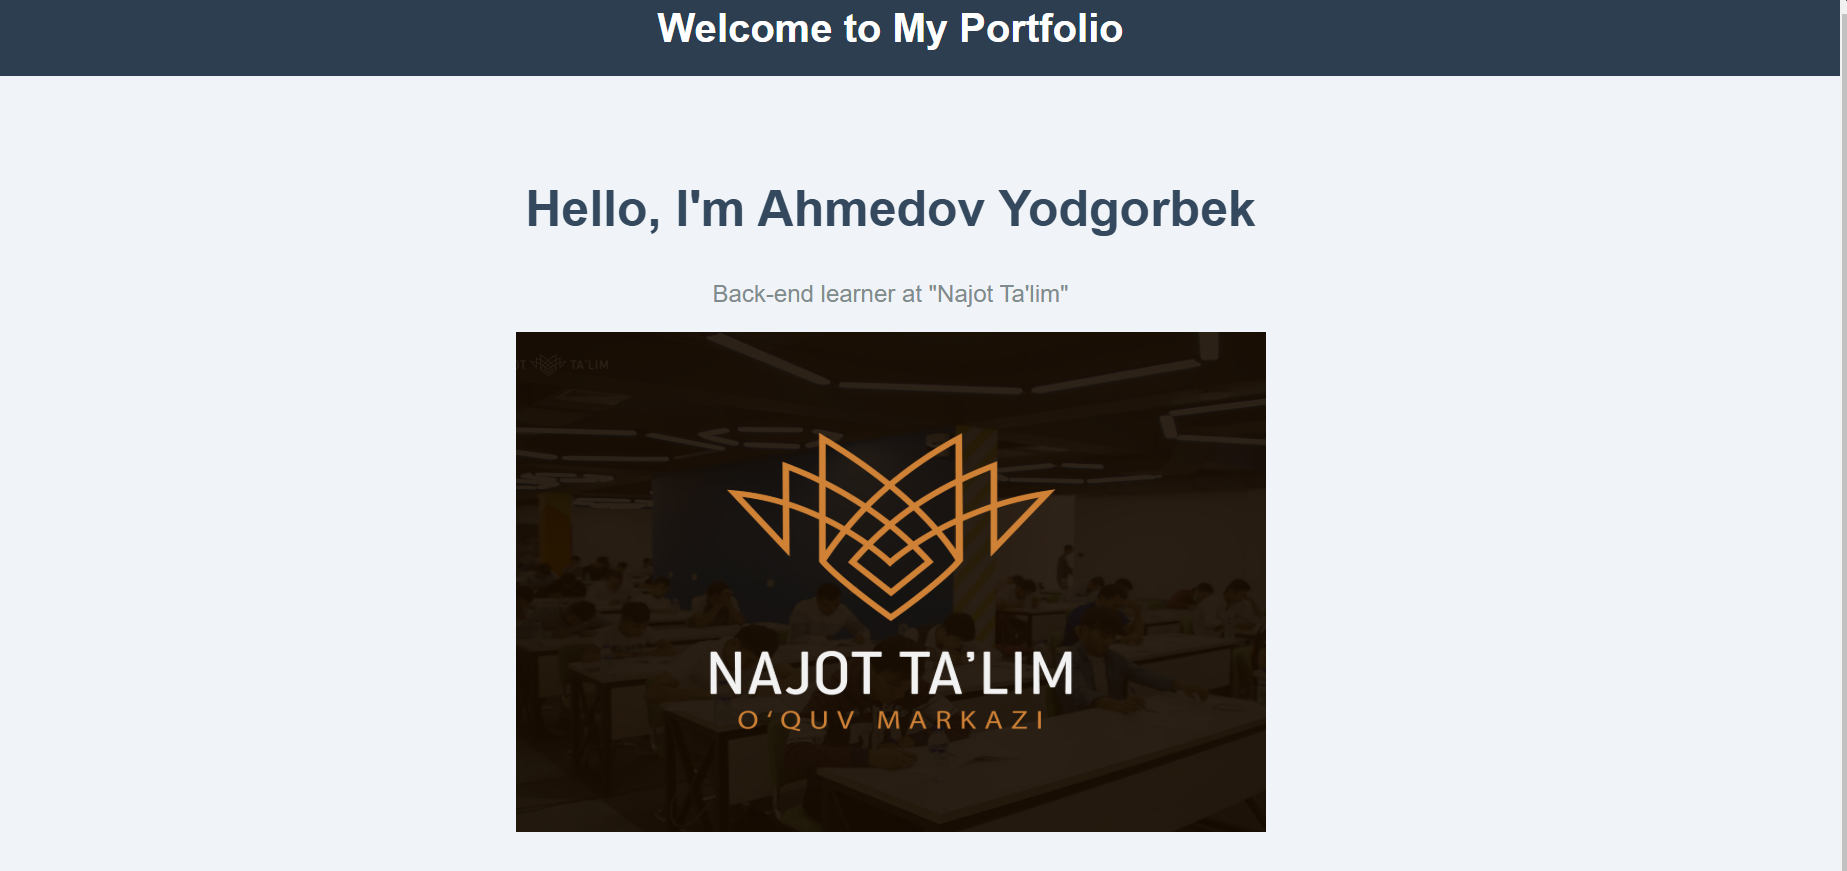 Welcome to My Portfolio
Hello, I'm Ahmedov Yodgorbek
Back-end learner at "Najot Ta'lim"
TA'LIM
NAJOT TA’LIM
O‘QUV MARKAZI